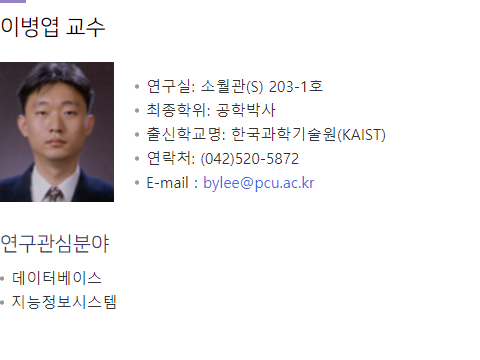 이병엽 교수
연구실: 소월관(S) 203-1호
최종학위: 공학박사
출신학교명: 한국과학기술원(KAIST)
연락처: (042)520-5872
E-mail : bylee@pcu.ac.kr
연구관심분야
데이터베이스
지능정보시스템